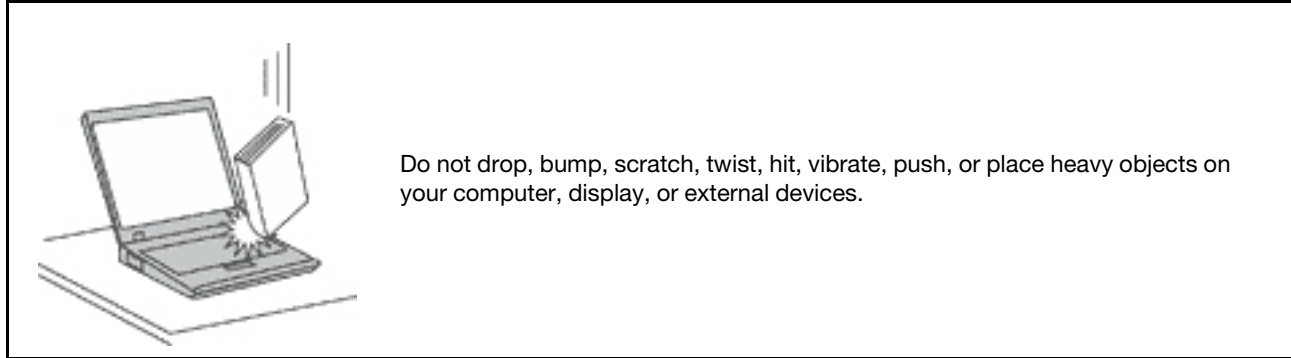 Do not drop, bump, scratch, twist, hit, vibrate, push, or place heavy objects on
your computer, display, or external devices.